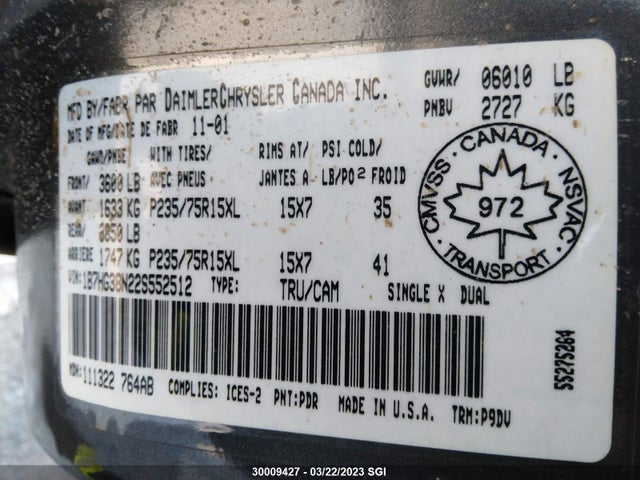 MFD BY/FABR PAR DAIMLERCHRYSLER CANADA INC.
GVWR/ 06010 LB
PNBV 2727 KG
DATE OF MFG/DATE DE FABR 11-01
GAWR/PNBE WITH TIRES/ RIMS AT/ PSI COLD/
FRONT/ 3600 LB AVEC PNEUS JANTES A LB/PO2 FROID
AVANT 1633 KG P235/75R15XL 15X7 35
REAR/ 3850 LB
ARRIERE 1747 KG P235/75R15XL 15X7 41
VIN: TYPE: TRU/CAM SINGLE X DUAL
CMVSS · CANADA · NSVAC · TRANSPORT ·
972
55275264
MDH: 111322 764AB COMPLIES: ICES-2 PNT: PDR MADE IN U.S.A. TRM: P9DV
30009427 - 03/22/2023 SGI